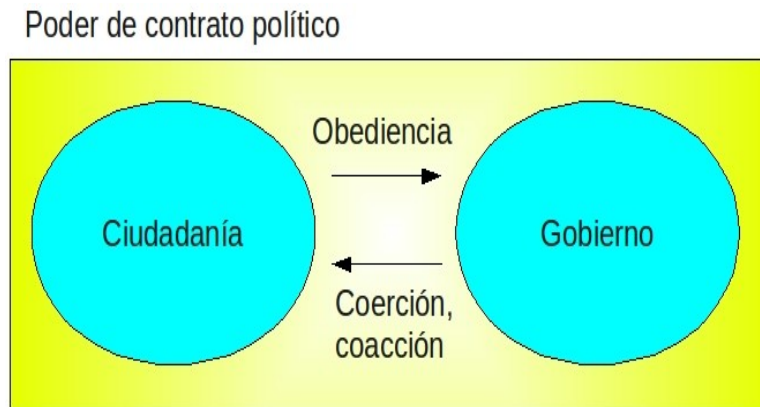 Poder de contrato político
Obediencia
Ciudadanía
Gobierno
Coerción,
coacción